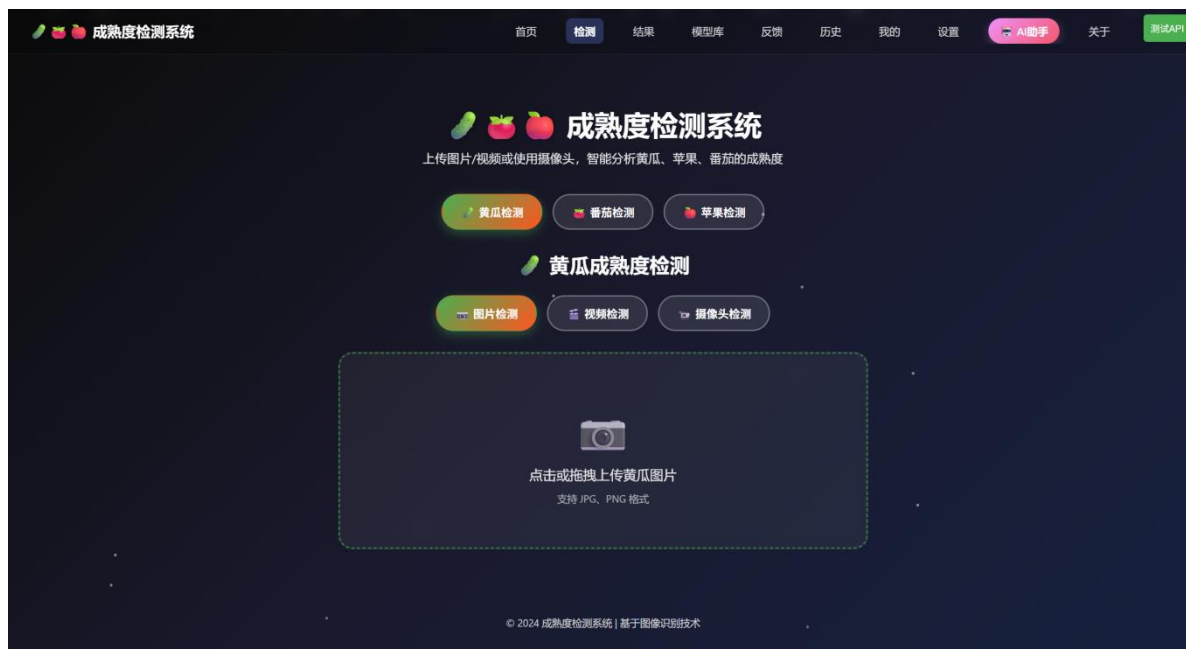 成熟度检测系统 首页 检测 结果 模型库 反馈 历史 我的 设置 AI助手 关于 测试API
成熟度检测系统
上传图片/视频或使用摄像头，智能分析黄瓜、苹果、番茄的成熟度
黄瓜检测 番茄检测 苹果检测
黄瓜成熟度检测
图片检测 视频检测 摄像头检测
点击或拖拽上传黄瓜图片
支持 JPG、PNG 格式
© 2024 成熟度检测系统 | 基于图像识别技术